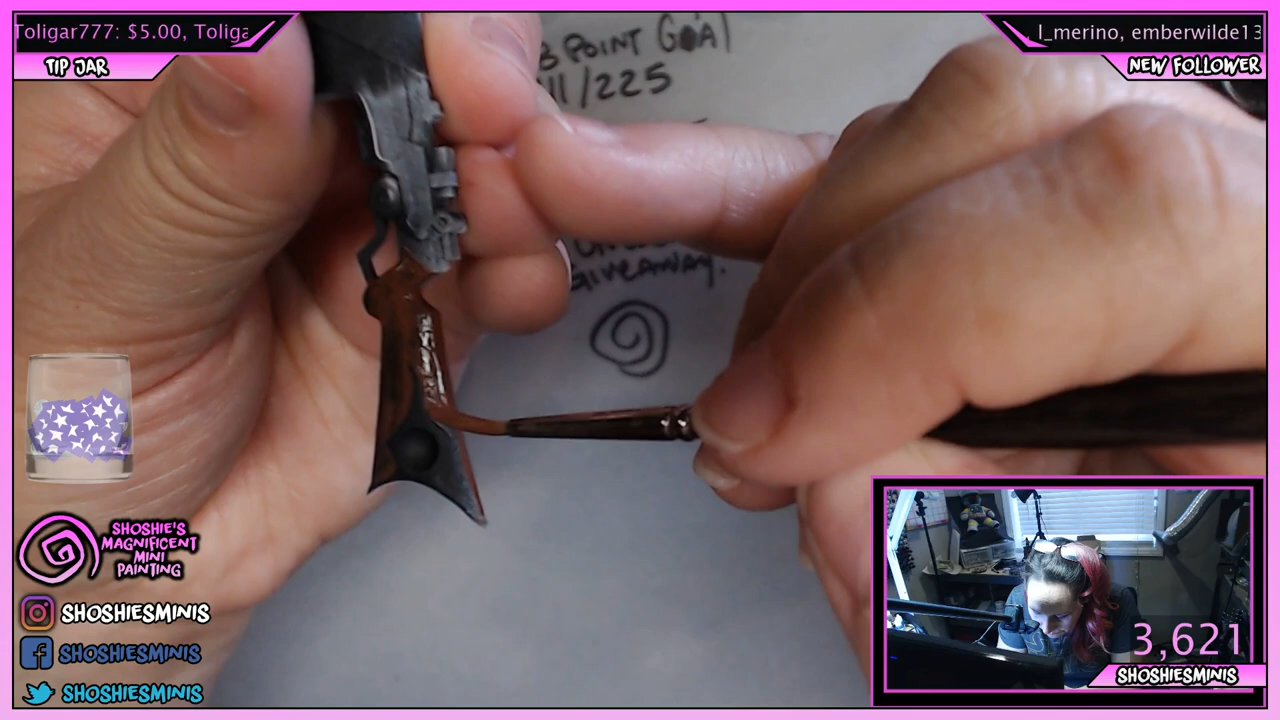 Toligar777: $5.00, Toliga
TIP JAR
l_merino, emberwilde13
NEW FOLLOWER
POINT GOAl
/225
GIVEAWAY.
SHOSHIE'S
MAGNIFICENT
MINI
PAINTING
SHOSHIESMINIS
SHOSHIESMINIS
SHOSHIESMINIS
3,621
SHOSHIESMINIS